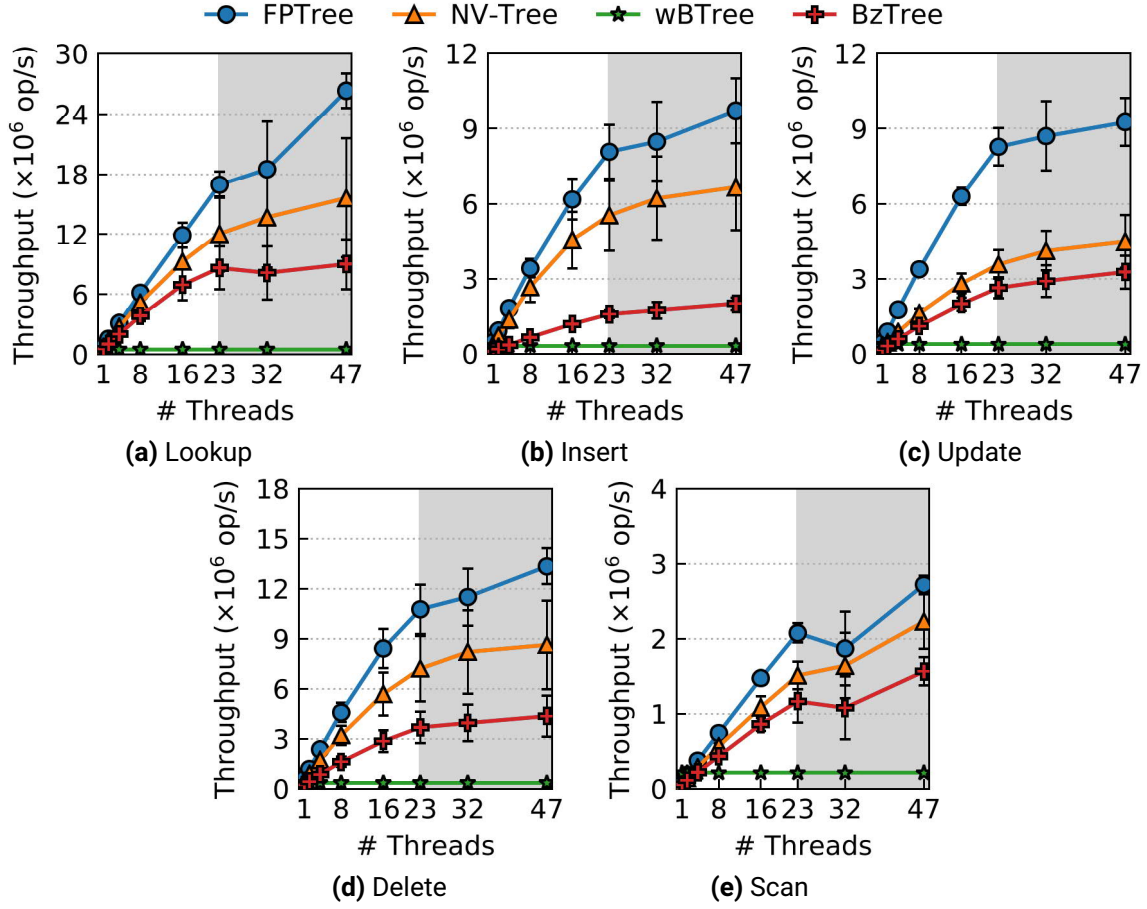 FPTree NV-Tree wBTree BzTree
Throughput (×10⁶ op/s)
30
24
18
12
6
0
1 8 16 23 32 47
# Threads
(a) Lookup
Throughput (×10⁶ op/s)
12
9
6
3
0
1 8 16 23 32 47
# Threads
(b) Insert
Throughput (×10⁶ op/s)
12
9
6
3
0
1 8 16 23 32 47
# Threads
(c) Update
Throughput (×10⁶ op/s)
18
15
12
9
6
3
0
1 8 16 23 32 47
# Threads
(d) Delete
Throughput (×10⁶ op/s)
4
3
2
1
0
1 8 16 23 32 47
# Threads
(e) Scan